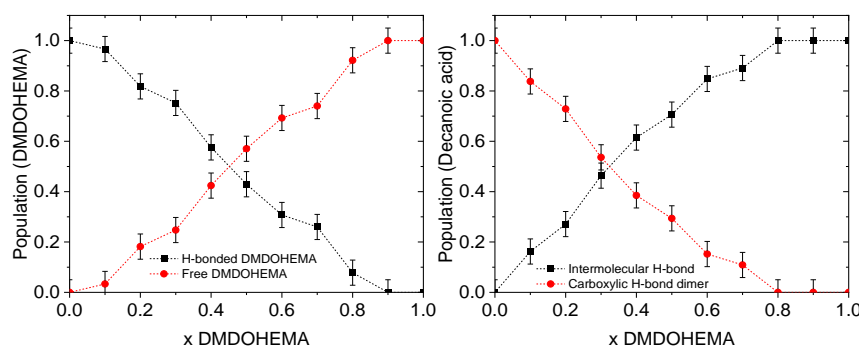 Population (DMDOHEMA)
1.0
0.8
0.6
0.4
0.2
0.0
H-bonded DMDOHEMA
Free DMDOHEMA
0.0 0.2 0.4 0.6 0.8 1.0
x DMDOHEMA
Population (Decanoic acid)
1.0
0.8
0.6
0.4
0.2
0.0
Intermolecular H-bond
Carboxylic H-bond dimer
0.0 0.2 0.4 0.6 0.8 1.0
x DMDOHEMA